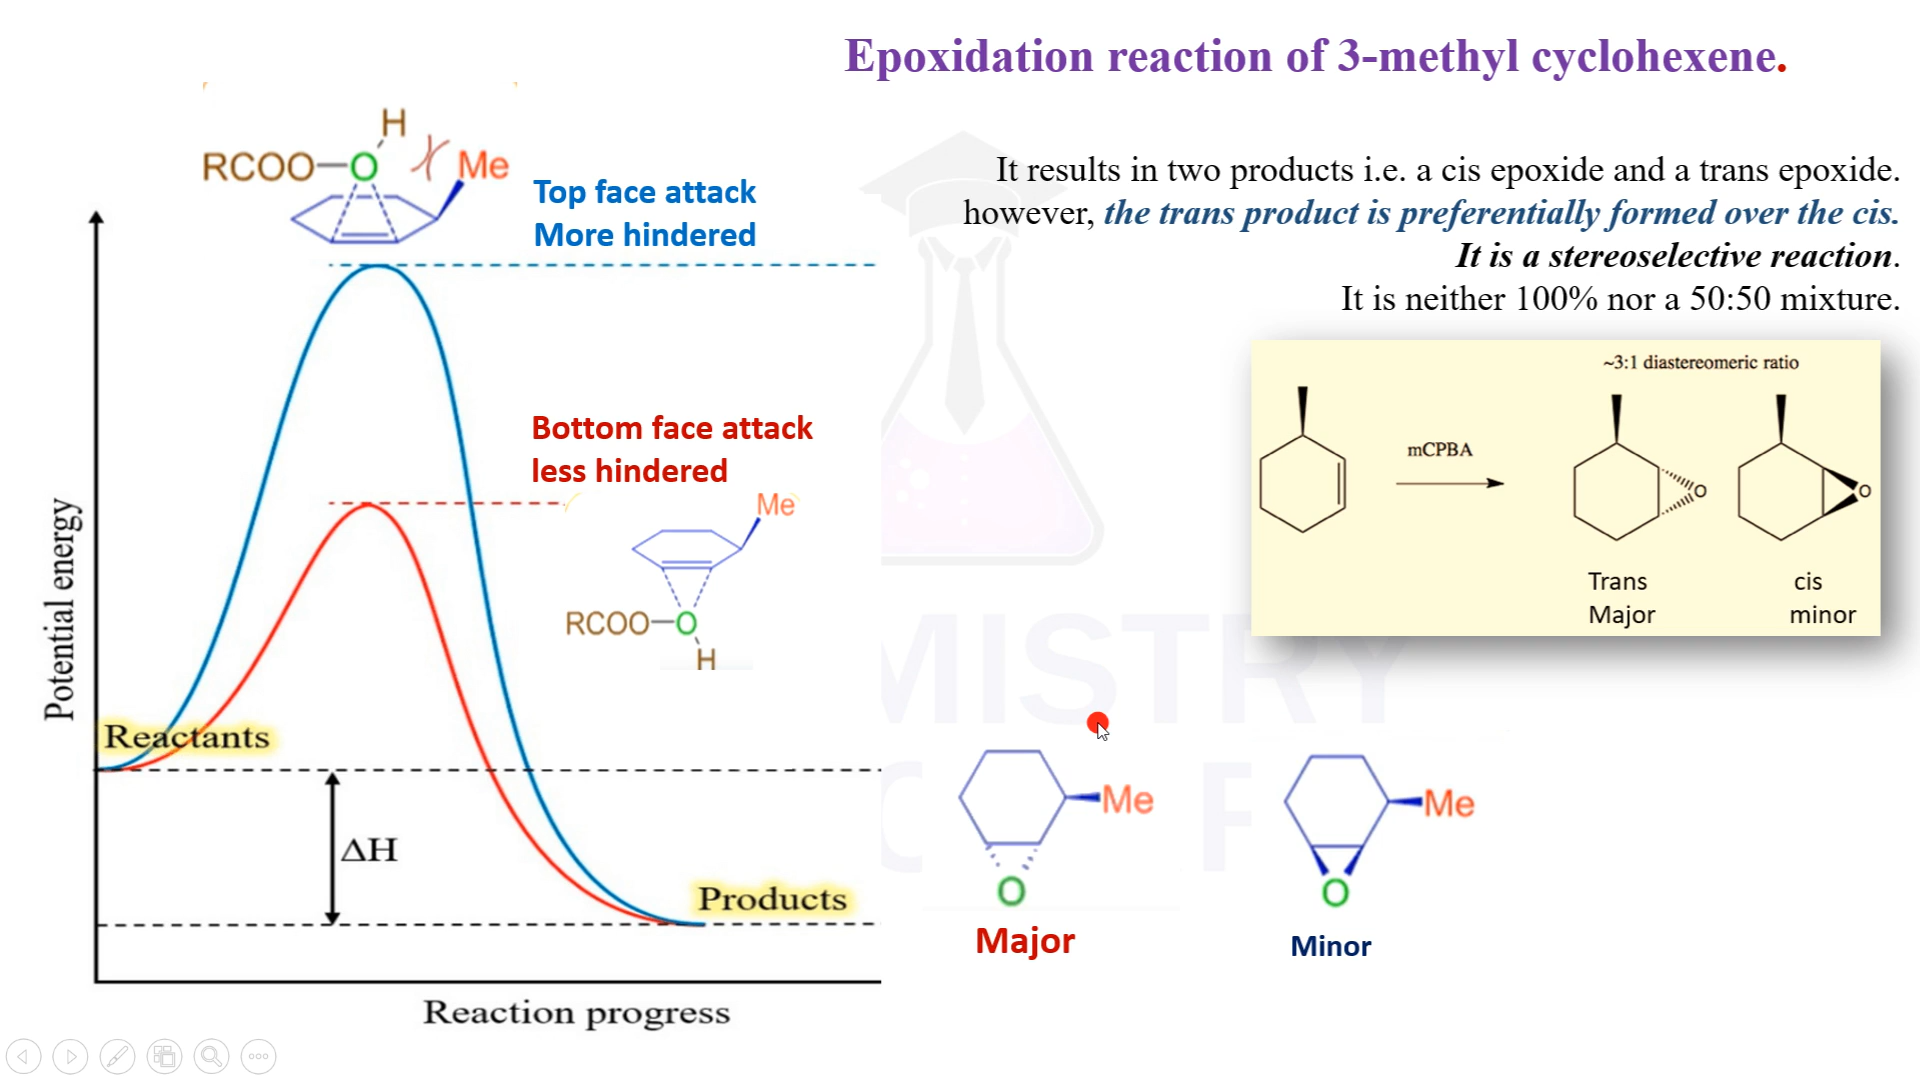 Epoxidation reaction of 3-methyl cyclohexene.
H
RCOO
O
Me
Top face attack
More hindered
It results in two products i.e. a cis epoxide and a trans epoxide.
however, the trans product is preferentially formed over the cis.
It is a stereoselective reaction.
It is neither 100% nor a 50:50 mixture.
~3:1 diastereomeric ratio
mCPBA
O
O
Trans
Major
cis
minor
Bottom face attack
less hindered
Me
RCOO
O
H
Potential energy
Reactants
ΔH
Products
Reaction progress
MISTRY
Me
O
Major
Me
O
Minor